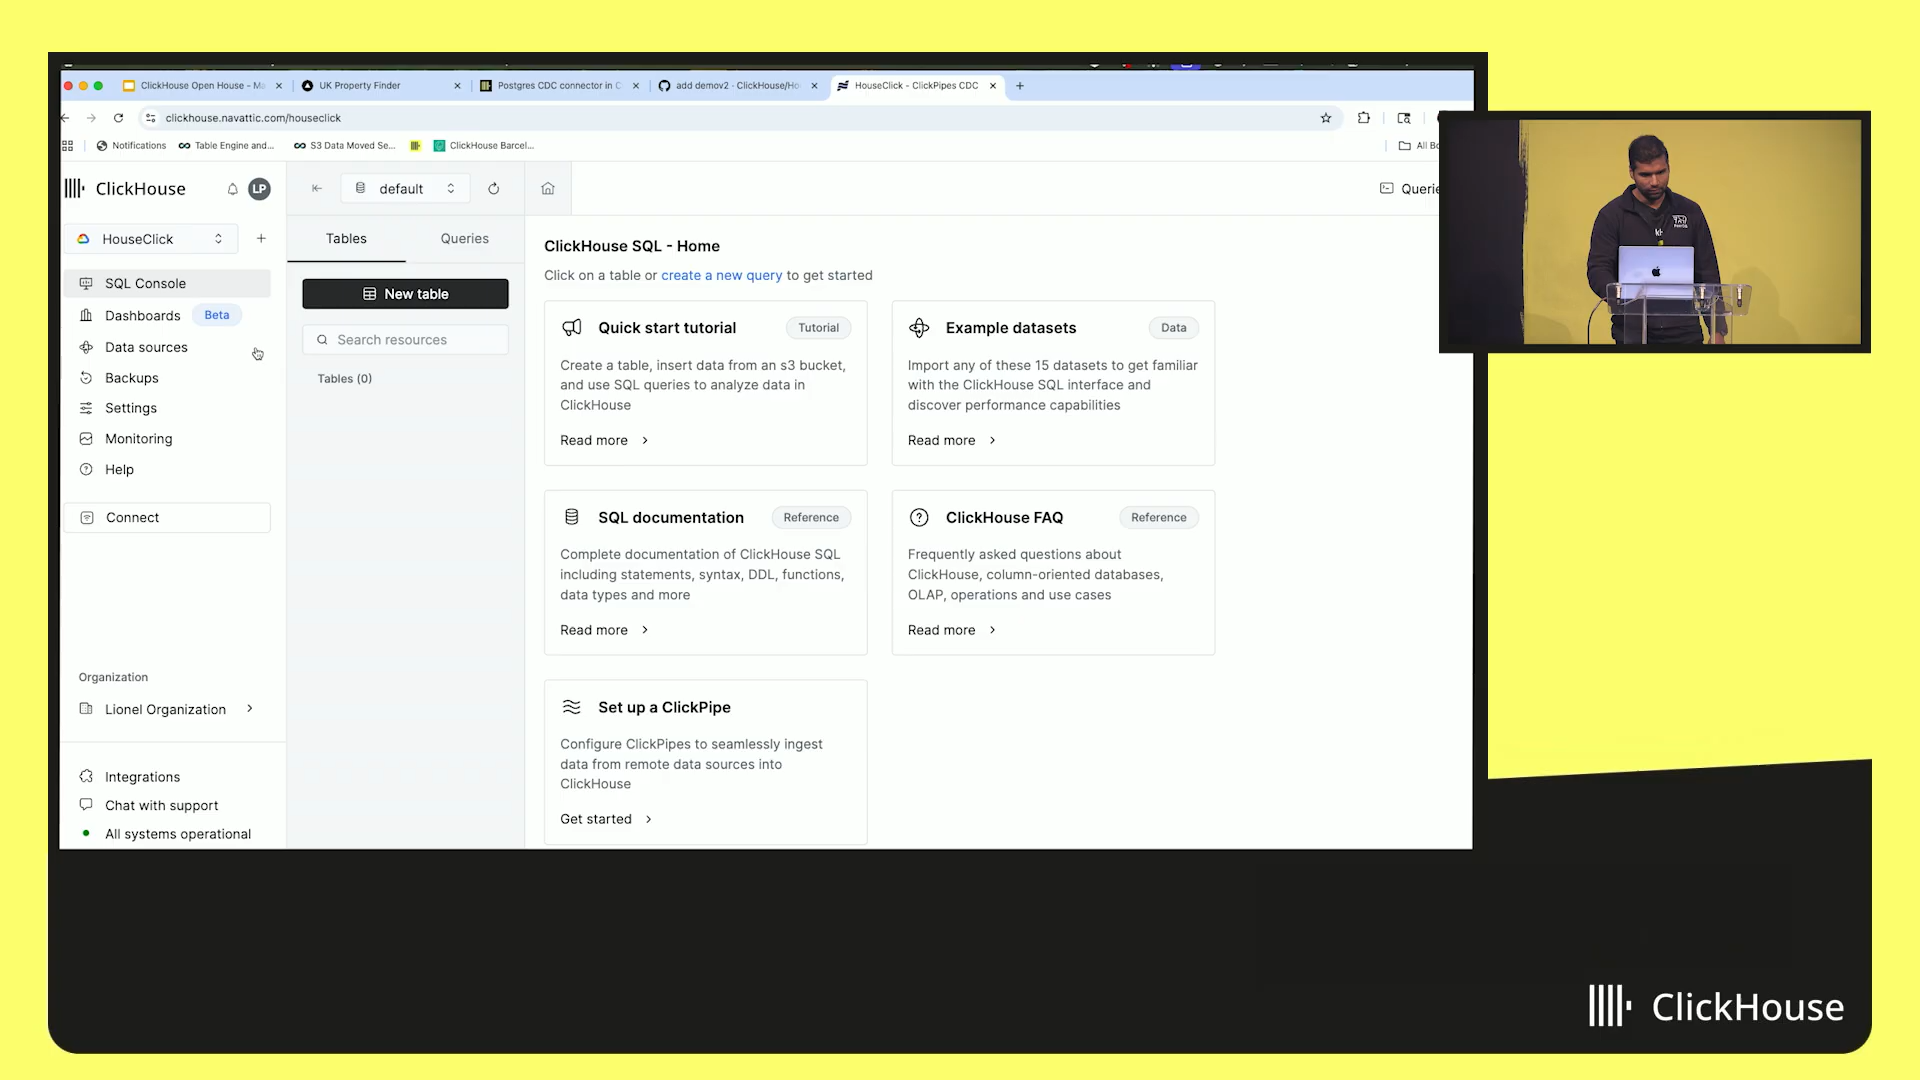 ClickHouse Open House - Ma
UK Property Finder
Postgres CDC connector in C
add demov2 · ClickHouse/Ho
HouseClick - ClickPipes CDC
clickhouse.navattic.com/houseclick
Notifications
Table Engine and...
S3 Data Moved Se...
ClickHouse Barcel...
All Bo
ClickHouse
LP
default
Querie
HouseClick
Tables
Queries
SQL Console
Dashboards
Beta
Data sources
Backups
Settings
Monitoring
Help
Connect
Organization
Lionel Organization
Integrations
Chat with support
All systems operational
New table
Search resources
Tables (0)
ClickHouse SQL - Home
Click on a table or create a new query to get started
Quick start tutorial
Tutorial
Create a table, insert data from an s3 bucket,
and use SQL queries to analyze data in
ClickHouse
Read more
Example datasets
Data
Import any of these 15 datasets to get familiar
with the ClickHouse SQL interface and
discover performance capabilities
Read more
SQL documentation
Reference
Complete documentation of ClickHouse SQL
including statements, syntax, DDL, functions,
data types and more
Read more
ClickHouse FAQ
Reference
Frequently asked questions about
ClickHouse, column-oriented databases,
OLAP, operations and use cases
Read more
Set up a ClickPipe
Configure ClickPipes to seamlessly ingest
data from remote data sources into
ClickHouse
Get started
ClickHouse